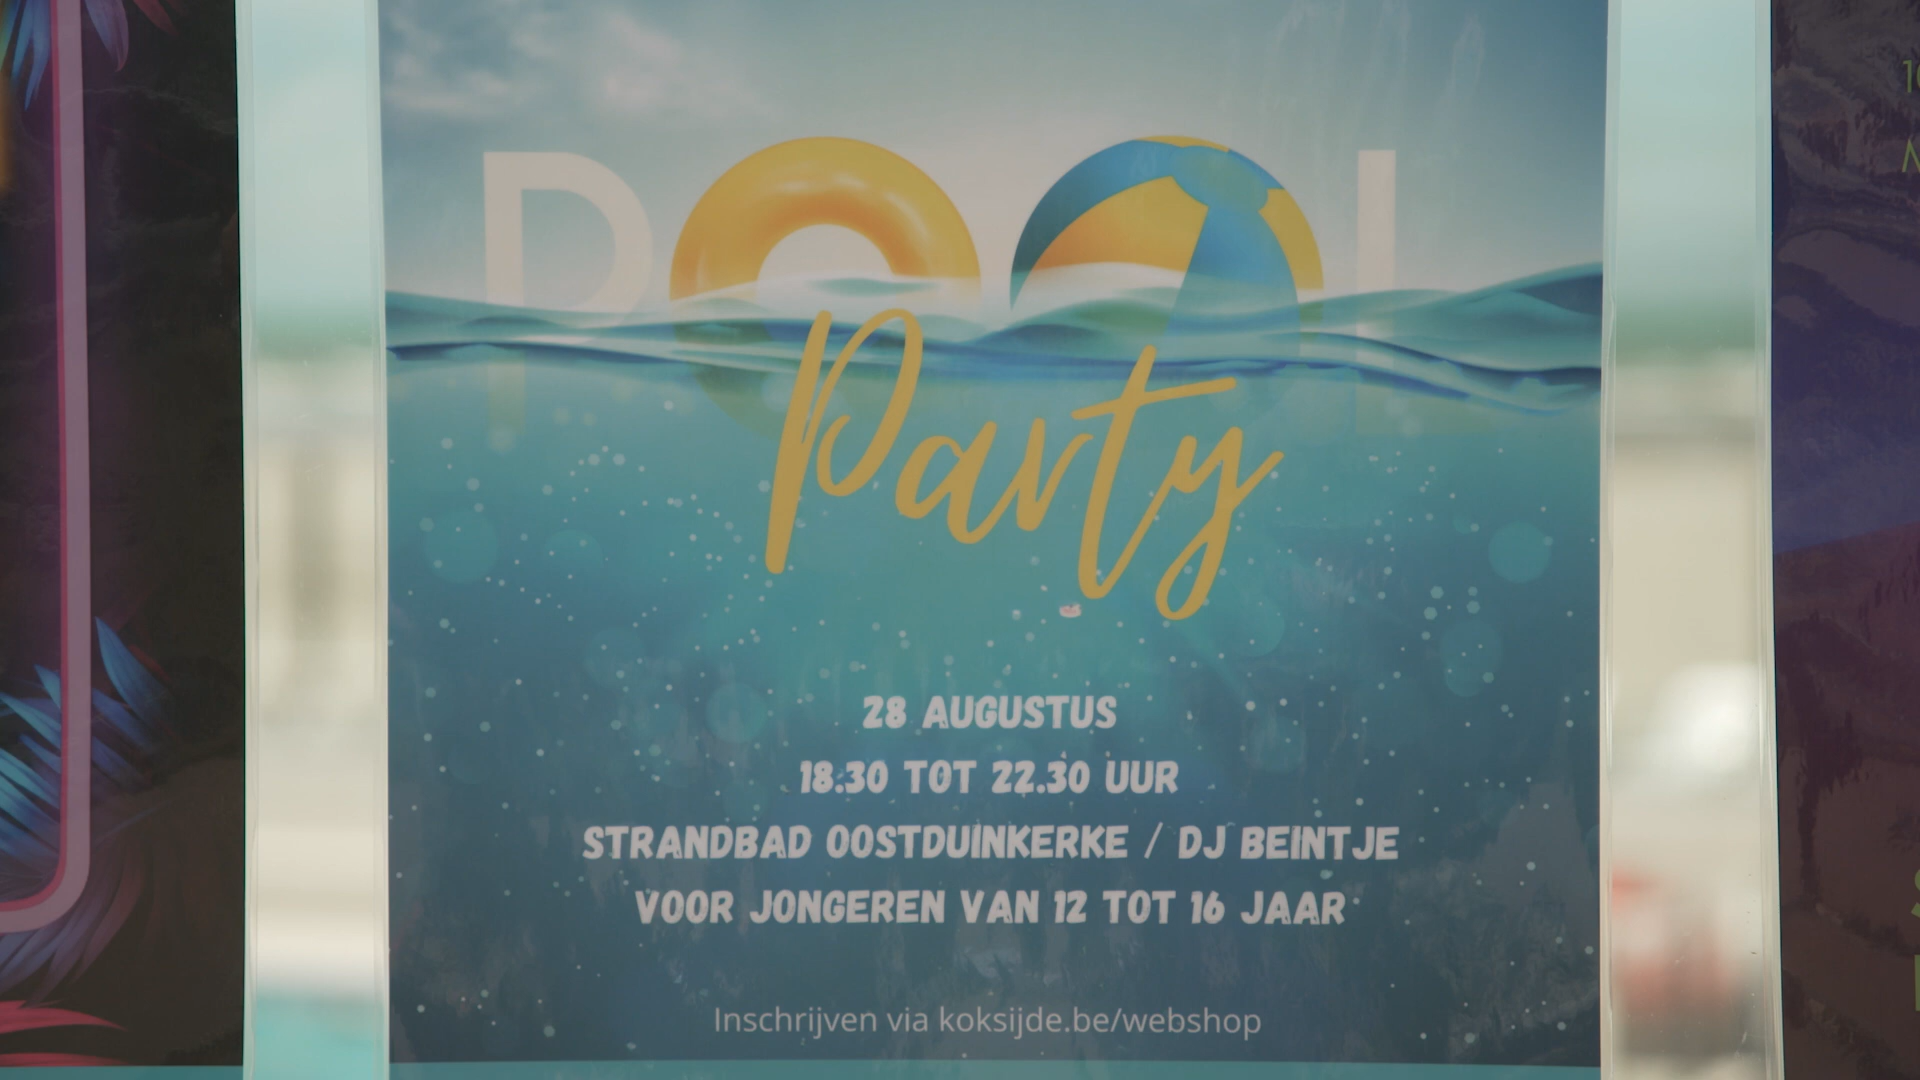 POOL
Party
28 AUGUSTUS
18.30 TOT 22.30 UUR
STRANDBAD OOSTDUINKERKE / DJ BEINTJE
VOOR JONGEREN VAN 12 TOT 16 JAAR
Inschrijven via koksijde.be/webshop